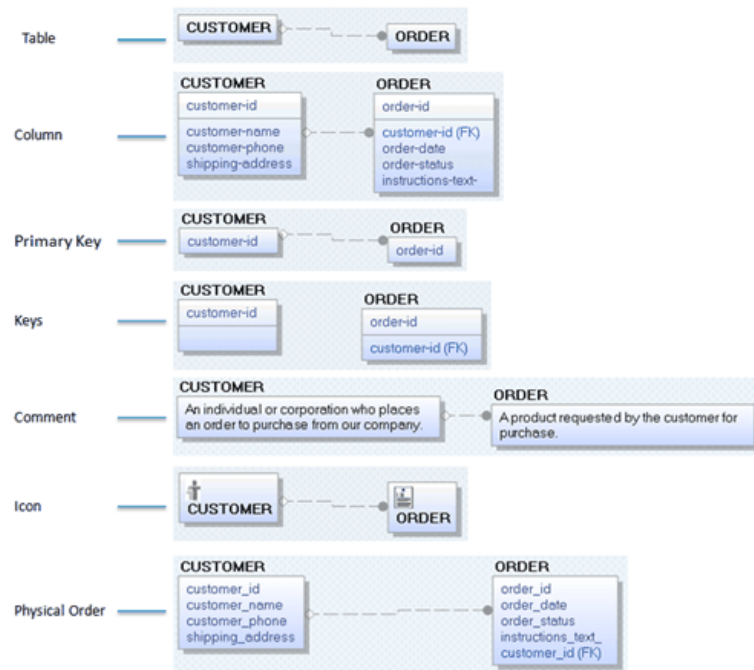 Table
CUSTOMER
ORDER
Column
CUSTOMER
customer-id
customer-name
customer-phone
shipping-address
ORDER
order-id
customer-id (FK)
order-date
order-status
instructions-text-
Primary Key
CUSTOMER
customer-id
ORDER
order-id
Keys
CUSTOMER
customer-id
ORDER
order-id
customer-id (FK)
Comment
CUSTOMER
An individual or corporation who places
an order to purchase from our company.
ORDER
A product requested by the customer for
purchase.
Icon
CUSTOMER
ORDER
Physical Order
CUSTOMER
customer_id
customer_name
customer_phone
shipping_address
ORDER
order_id
order_date
order_status
instructions_text_
customer_id (FK)